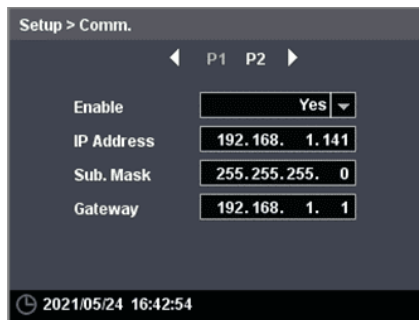 Setup > Comm.
P1 P2
Enable Yes
IP Address 192.168. 1.141
Sub. Mask 255.255.255. 0
Gateway 192.168. 1. 1
2021/05/24 16:42:54